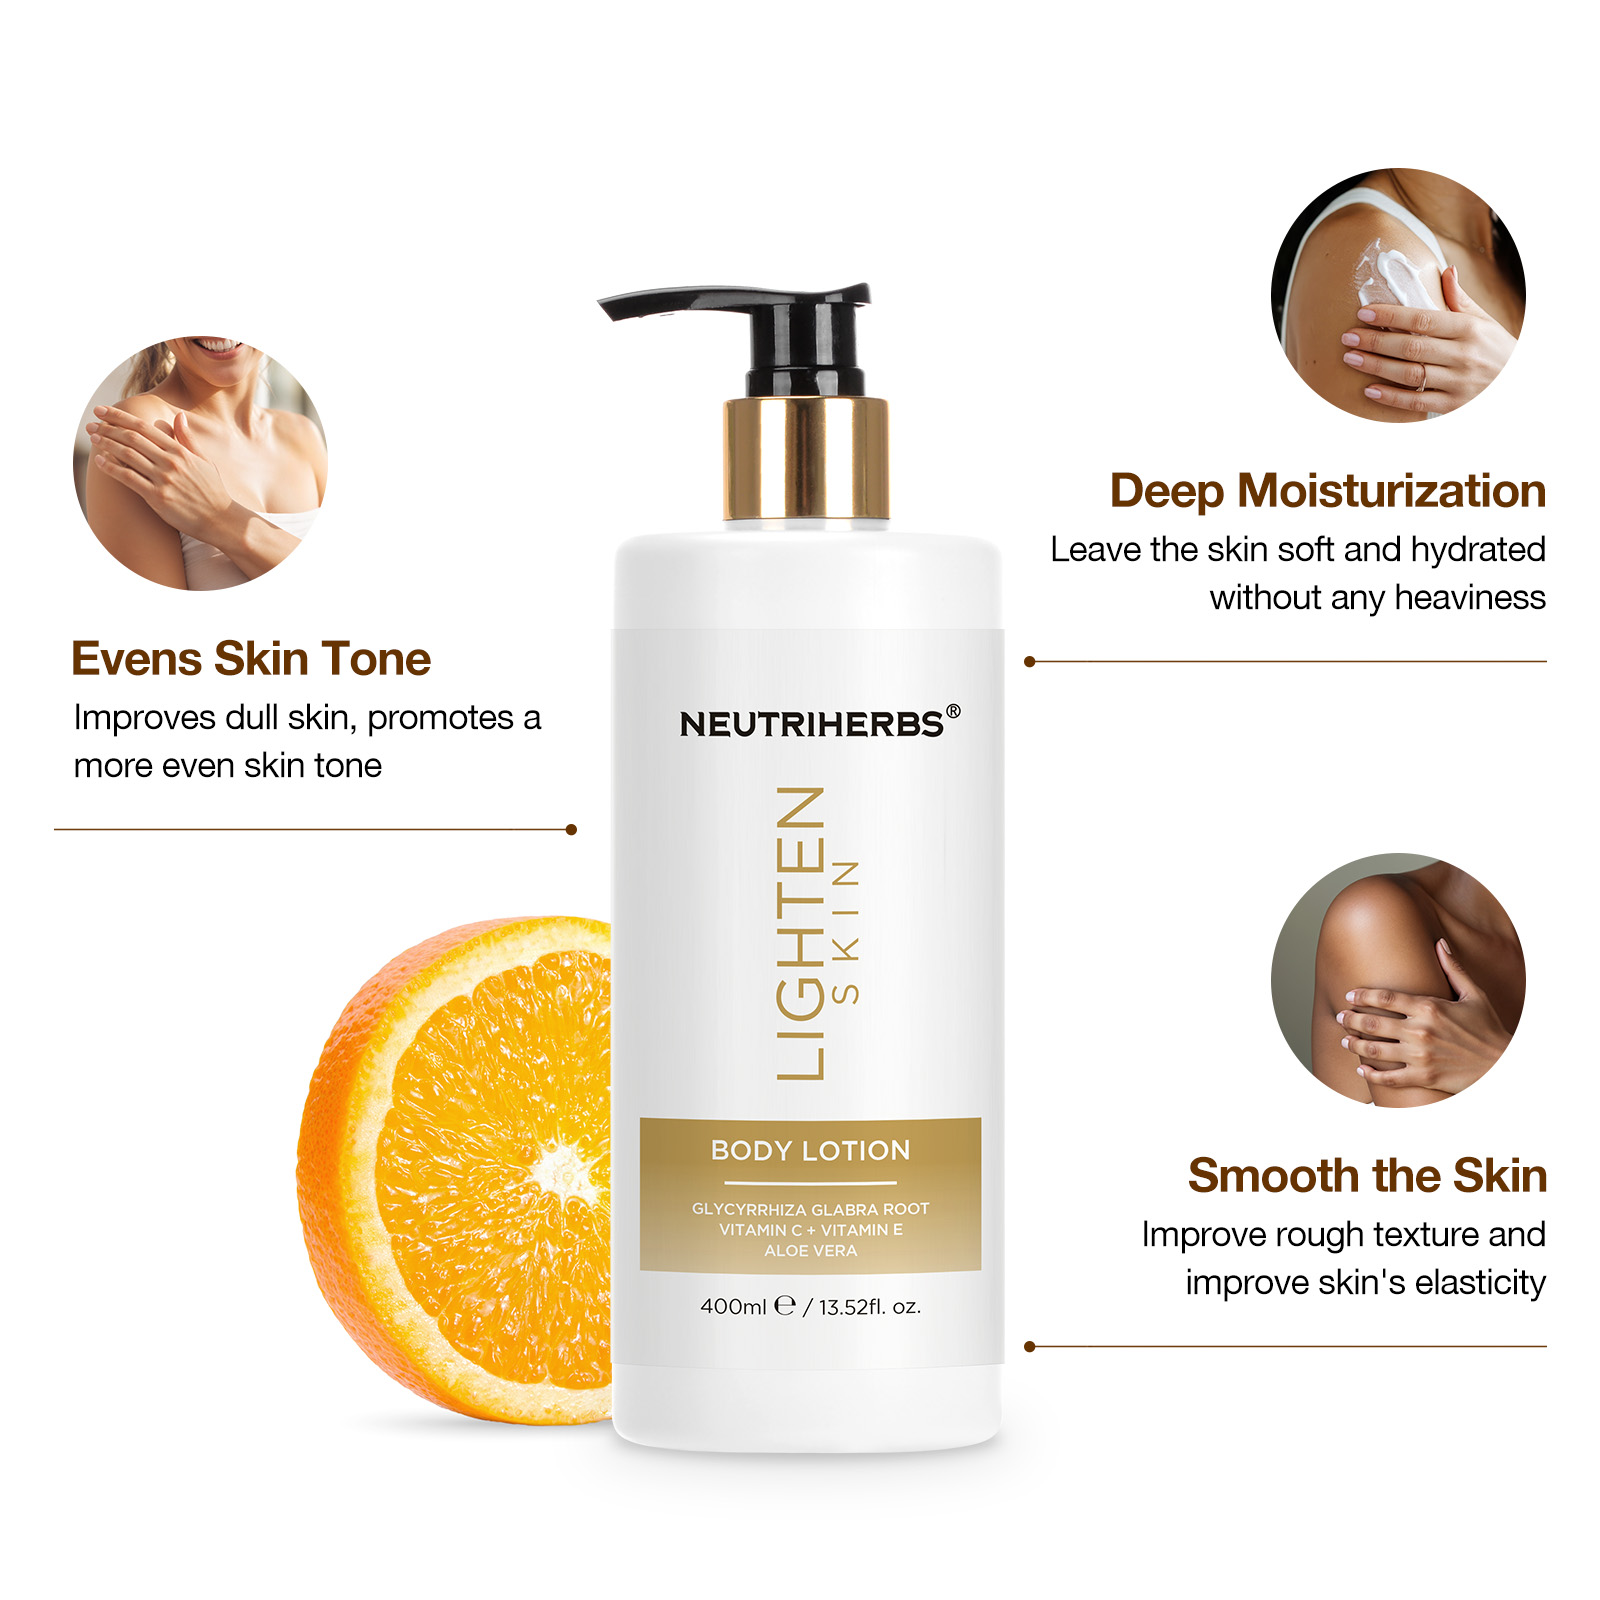 Deep Moisturization
Leave the skin soft and hydrated
without any heaviness
Evens Skin Tone
Improves dull skin, promotes a
more even skin tone
NEUTRIHERBS®
LIGHTEN
SKIN
BODY LOTION
GLYCYRRHIZA GLABRA ROOT
VITAMIN C + VITAMIN E
ALOE VERA
400ml ℮ / 13.52fl. oz.
Smooth the Skin
Improve rough texture and
improve skin's elasticity